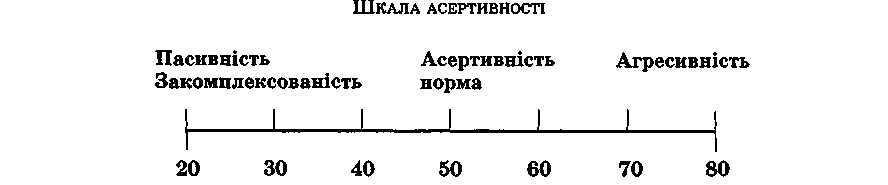 Шкала асертивності
Пасивність Асертивність Агресивність
Закомплексованість норма
20 30 40 50 60 70 80